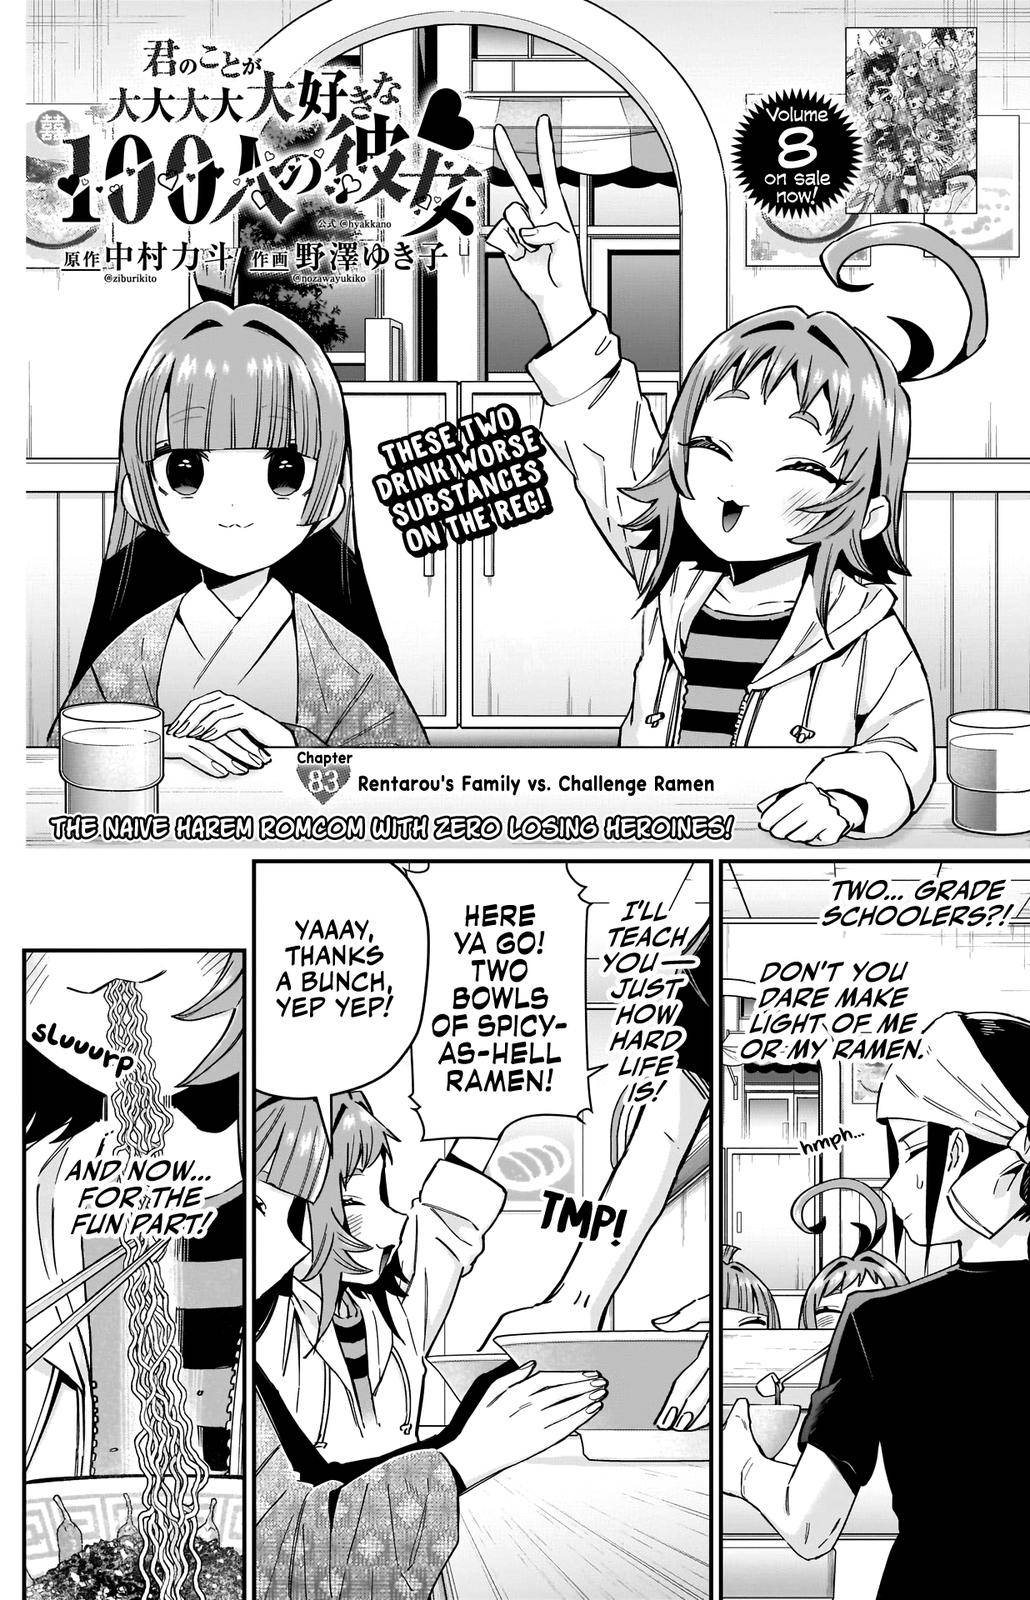 君のことが
大大大大大好きな
100人の彼女
公式 @hyakkano
原作 中村力斗 作画 野澤ゆき子
@ziburikito @nozawayukiko
Volume
8
on sale
now!
囍
THESE TWO
DRINK WORSE
SUBSTANCES
ON THE REG!
Chapter
83
Rentarou's Family vs. Challenge Ramen
THE NAIVE HAREM ROMCOM WITH ZERO LOSING HEROINES!
TWO... GRADE
SCHOOLERS?!
DON'T YOU
DARE MAKE
LIGHT OF ME
OR MY RAMEN.
hmph...
I'LL
TEACH
YOU—
JUST
HOW
HARD
LIFE
IS!
HERE
YA GO!
TWO
BOWLS
OF SPICY-
AS-HELL
RAMEN!
YAAAY,
THANKS
A BUNCH,
YEP YEP!
TMP!
sluuurp
AND NOW...
FOR THE
FUN PART!